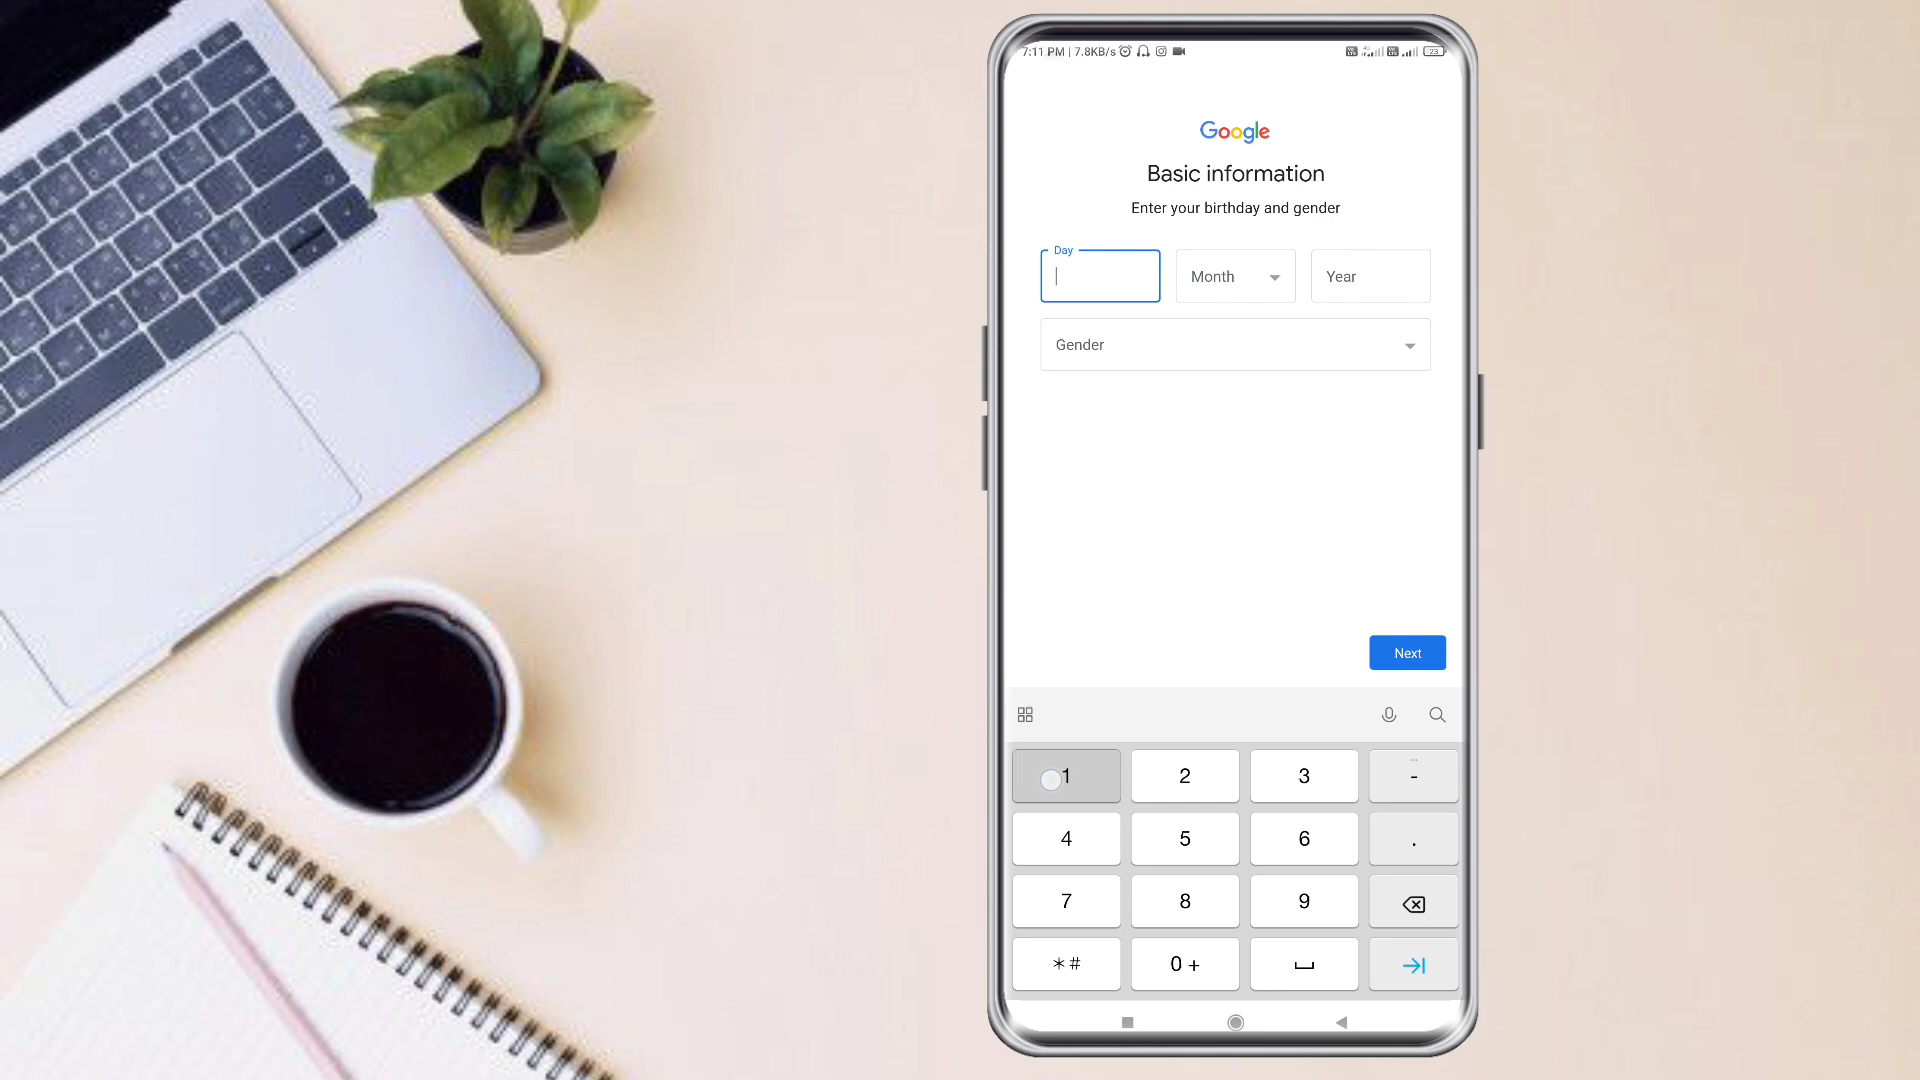 7:11 PM | 7.8KB/s
23
Google
Basic information
Enter your birthday and gender
Day
Month
Year
Gender
Next
1
2
3
-
4
5
6
.
7
8
9
*#
0 +